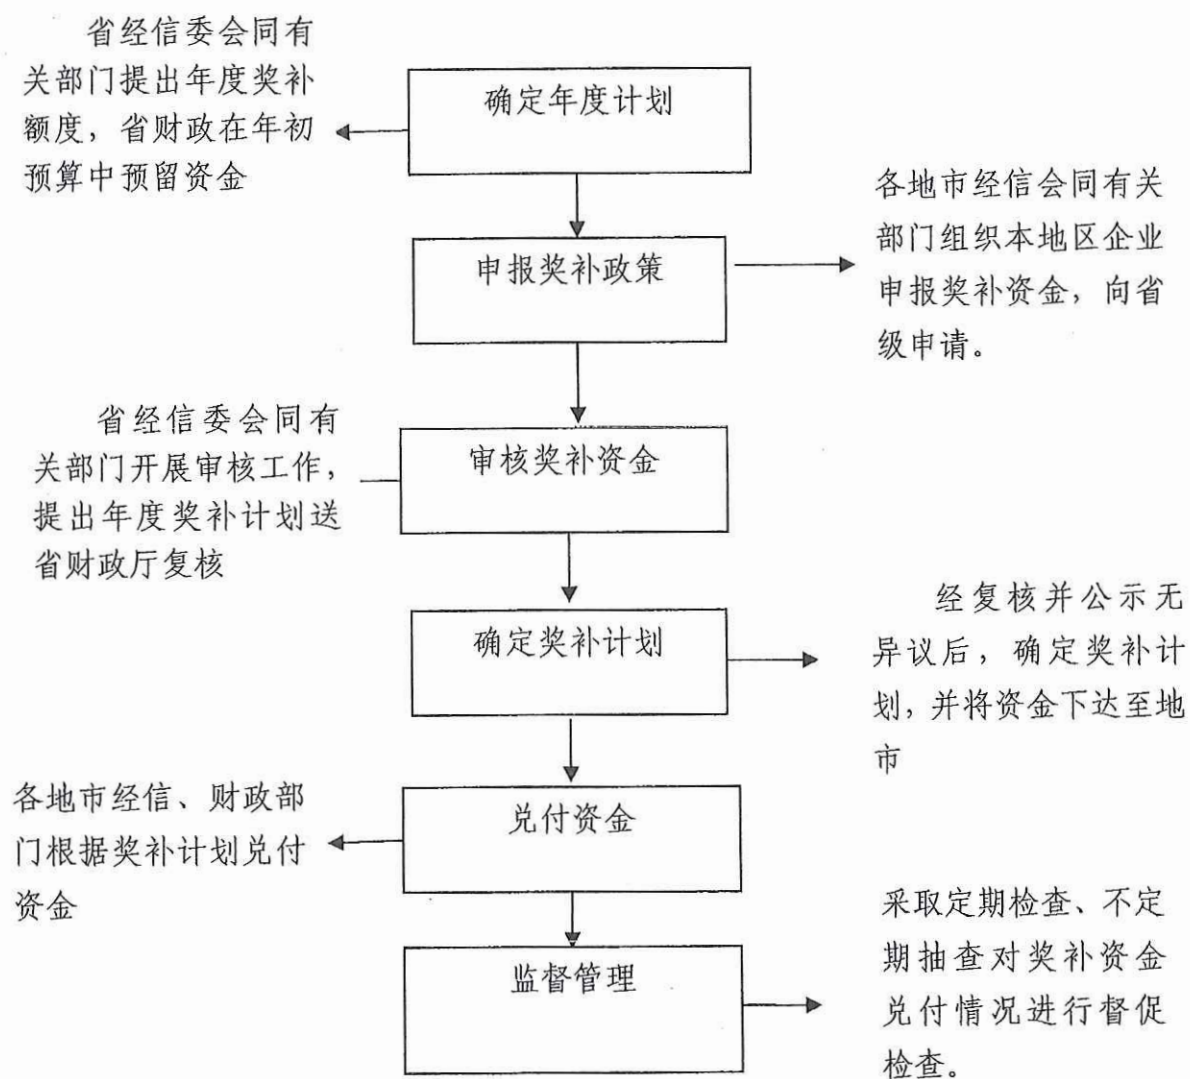 省经信委会同有
关部门提出年度奖补
额度，省财政在年初
预算中预留资金
确定年度计划
申报奖补政策
各地市经信会同有关
部门组织本地区企业
申报奖补资金，向省
级申请。
省经信委会同有
关部门开展审核工作，
提出年度奖补计划送
省财政厅复核
审核奖补资金
确定奖补计划
经复核并公示无
异议后，确定奖补计
划，并将资金下达至地
市
各地市经信、财政部
门根据奖补计划兑付
资金
兑付资金
监督管理
采取定期检查、不定
期抽查对奖补资金
兑付情况进行督促
检查。